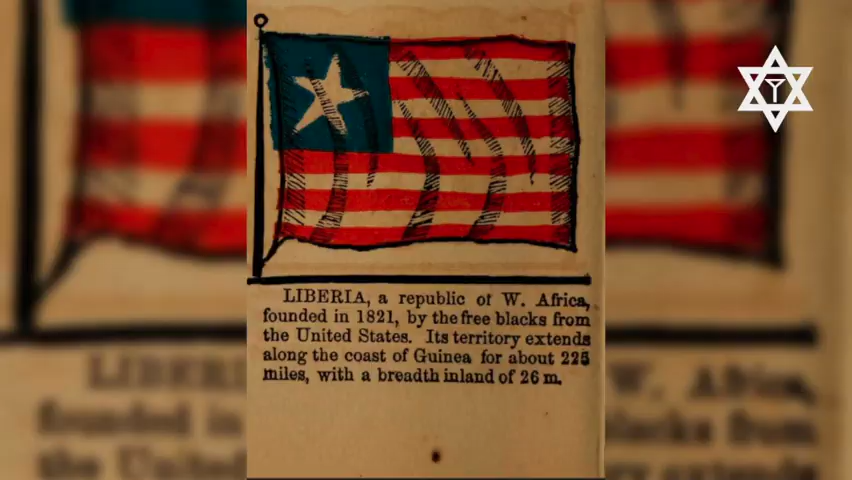 LIBERIA, a republic of W. Africa,
founded in 1821, by the free blacks from
the United States. Its territory extends
along the coast of Guinea for about 225
miles, with a breadth inland of 26 m.